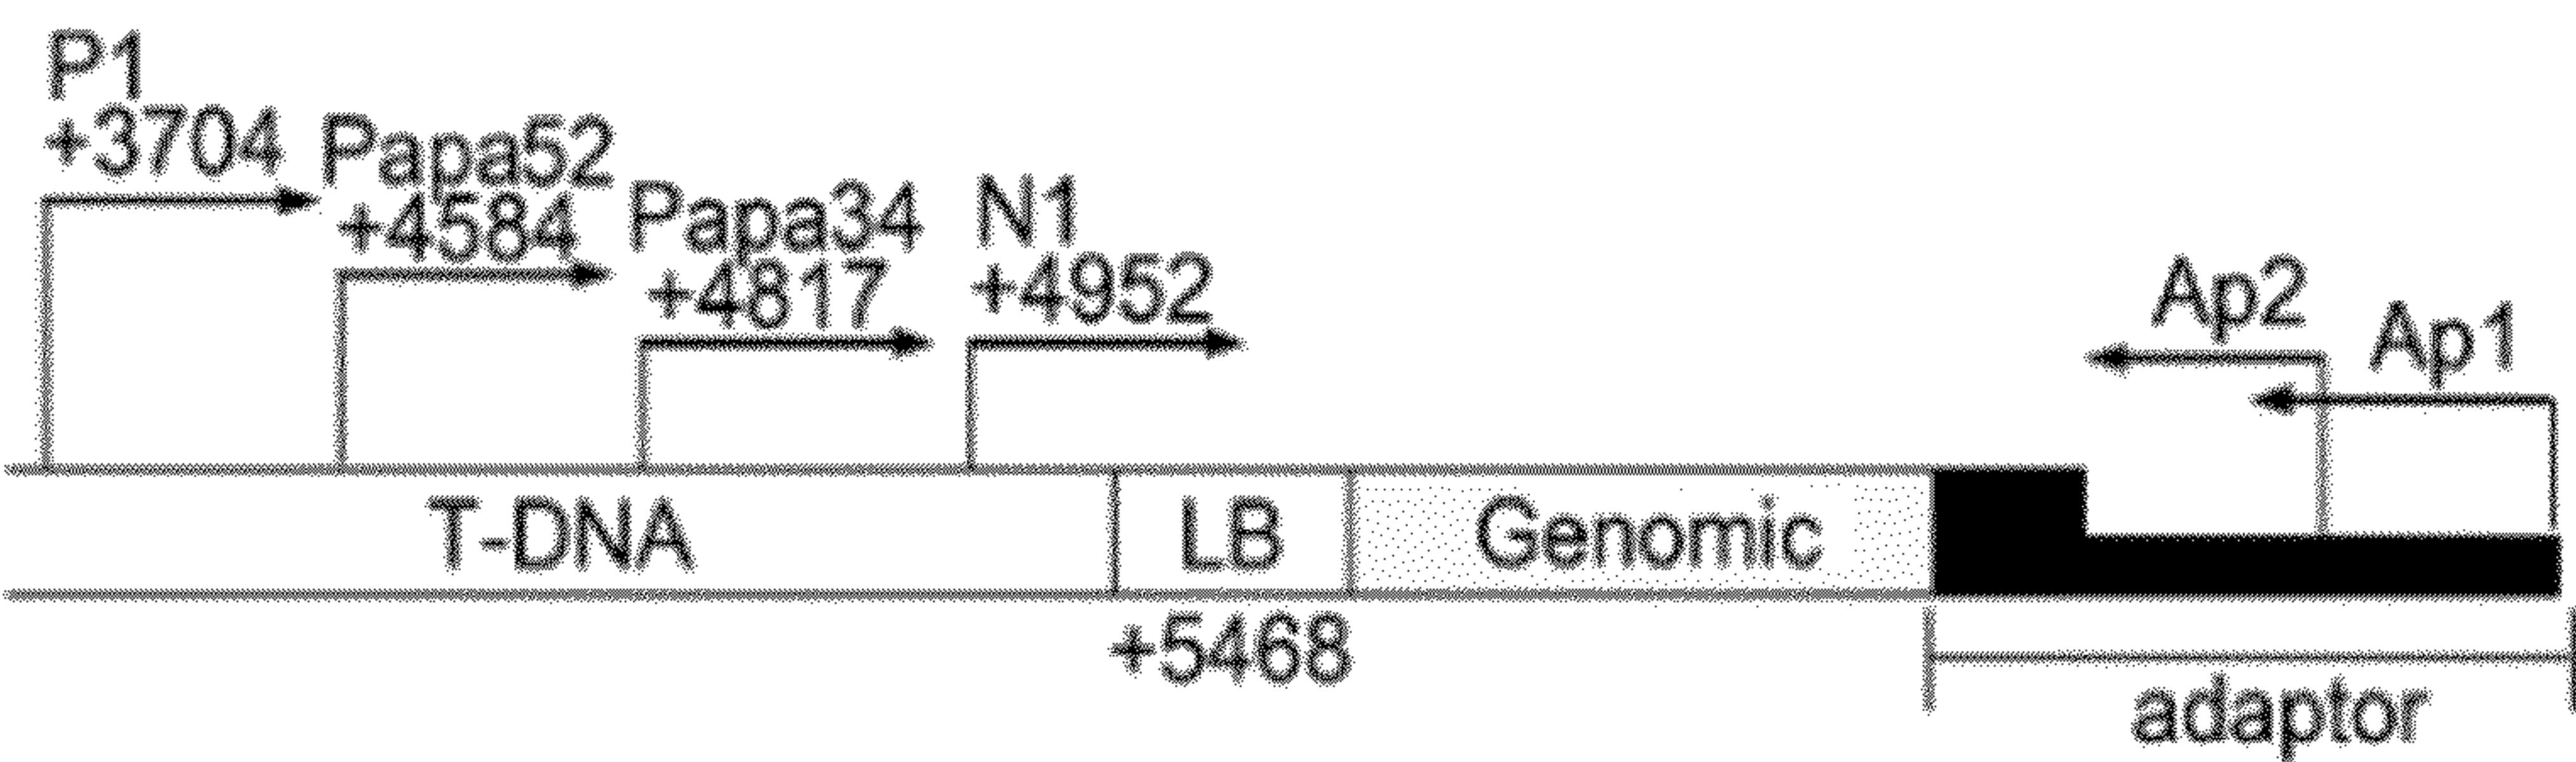 P1
+3704
Papa52
+4584
Papa34
+4817
N1
+4952
Ap2
Ap1
T-DNA
LB
Genomic
+5468
adaptor